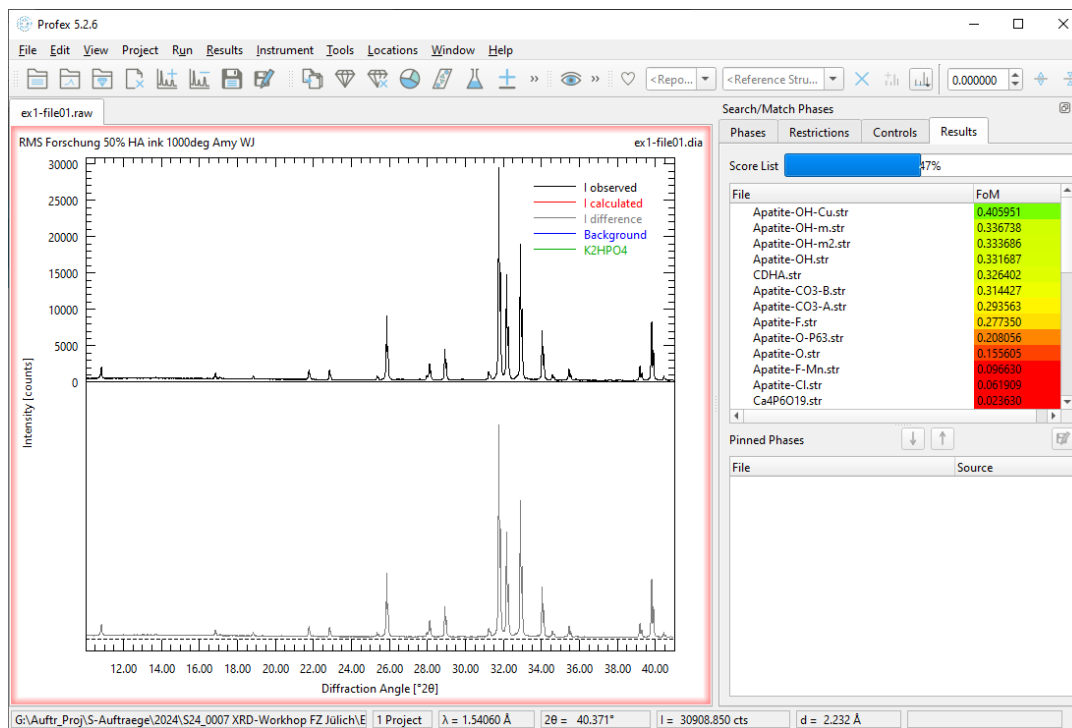 Profex 5.2.6
File Edit View Project Run Results Instrument Tools Locations Window Help
» » <Repo... <Reference Stru... 0.000000
ex1-file01.raw
RMS Forschung 50% HA ink 1000deg Amy WJ ex1-file01.dia
30000
25000
20000
15000
10000
5000
0
I observed
I calculated
I difference
Background
K2HPO4
Intensity [counts]
12.00 14.00 16.00 18.00 20.00 22.00 24.00 26.00 28.00 30.00 32.00 34.00 36.00 38.00 40.00
Diffraction Angle [°2θ]
Search/Match Phases
Phases Restrictions Controls Results
Score List 47%
File FoM
Apatite-OH-Cu.str 0.405951
Apatite-OH-m.str 0.336738
Apatite-OH-m2.str 0.333686
Apatite-OH.str 0.331687
CDHA.str 0.326402
Apatite-CO3-B.str 0.314427
Apatite-CO3-A.str 0.293563
Apatite-F.str 0.277350
Apatite-O-P63.str 0.208056
Apatite-O.str 0.155605
Apatite-F-Mn.str 0.096630
Apatite-Cl.str 0.061909
Ca4P6O19.str 0.023630
Pinned Phases
File Source
G:\Auftr_Proj\S-Auftraege\2024\S24_0007 XRD-Workhop FZ Jülich\E 1 Project λ = 1.54060 Å 2θ = 40.371° I = 30908.850 cts d = 2.232 Å